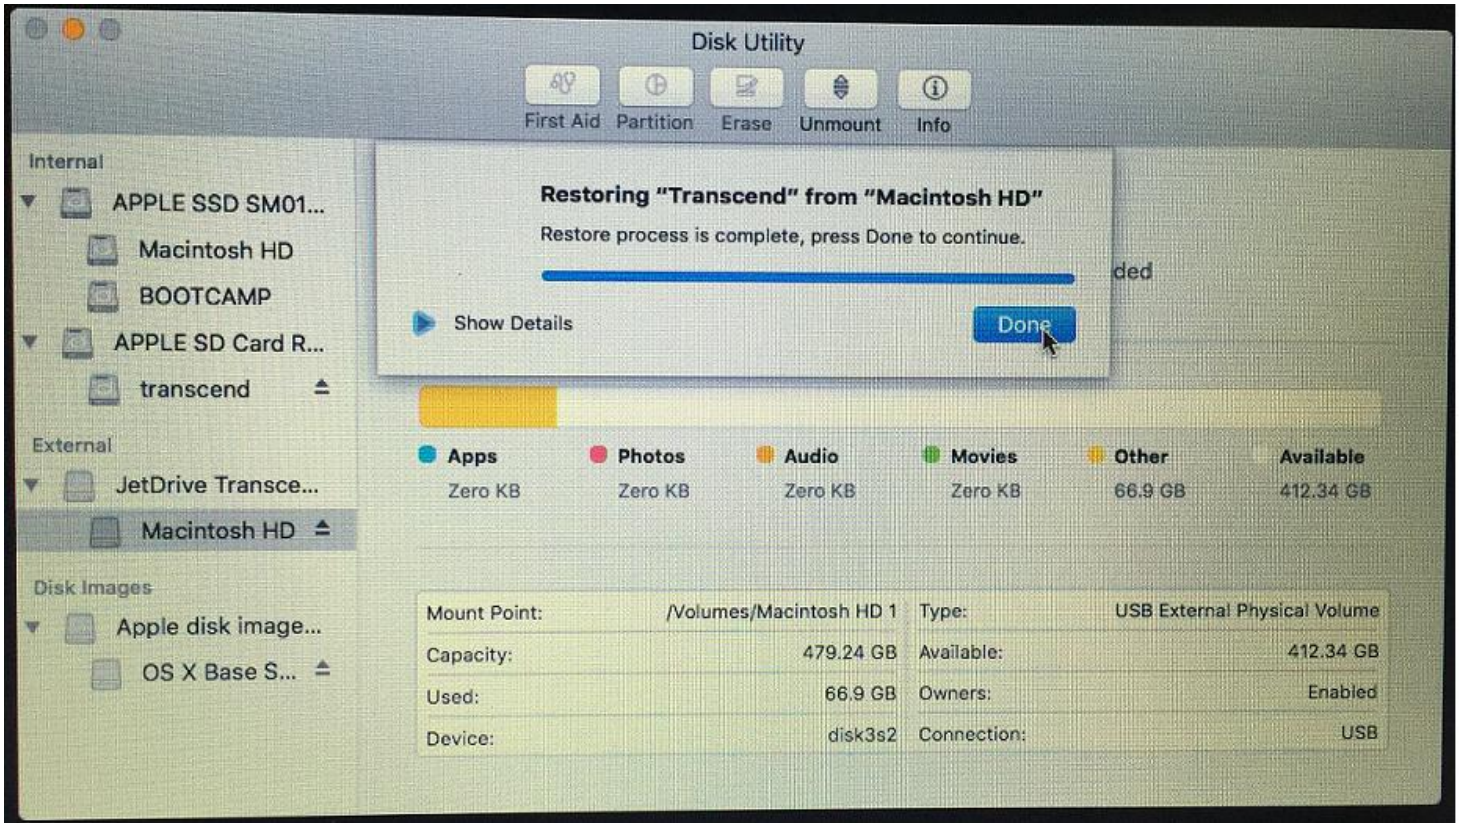 Disk Utility
First Aid Partition Erase Unmount Info
Internal
APPLE SSD SM01...
Macintosh HD
BOOTCAMP
APPLE SD Card R...
transcend
External
JetDrive Transce...
Macintosh HD
Disk Images
Apple disk image...
OS X Base S...
Restoring "Transcend" from "Macintosh HD"
Restore process is complete, press Done to continue.
ded
Show Details
Done
Apps Photos Audio Movies Other Available
Zero KB Zero KB Zero KB Zero KB 66.9 GB 412.34 GB
Mount Point: /Volumes/Macintosh HD 1 Type: USB External Physical Volume
Capacity: 479.24 GB Available: 412.34 GB
Used: 66.9 GB Owners: Enabled
Device: disk3s2 Connection: USB